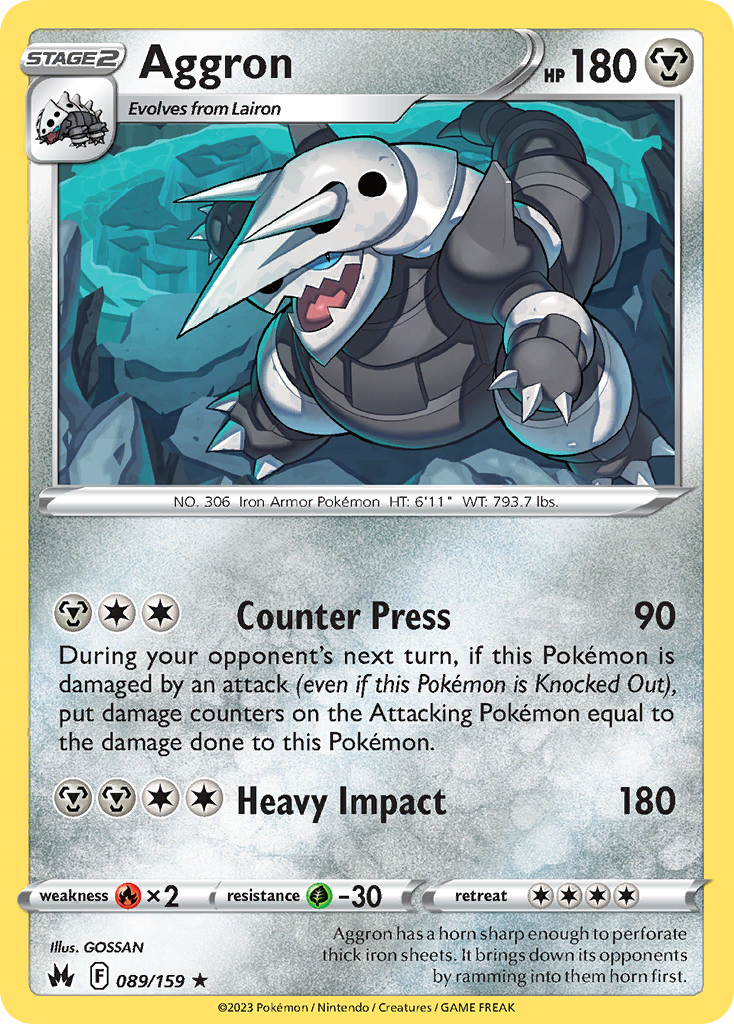 STAGE 2
Aggron
HP 180
Evolves from Lairon
NO. 306 Iron Armor Pokémon HT: 6'11" WT: 793.7 lbs.
Counter Press 90
During your opponent's next turn, if this Pokémon is
damaged by an attack (even if this Pokémon is Knocked Out),
put damage counters on the Attacking Pokémon equal to
the damage done to this Pokémon.
Heavy Impact 180
weakness ×2 resistance -30 retreat
Illus. GOSSAN
F 089/159 ★
Aggron has a horn sharp enough to perforate
thick iron sheets. It brings down its opponents
by ramming into them horn first.
©2023 Pokémon / Nintendo / Creatures / GAME FREAK